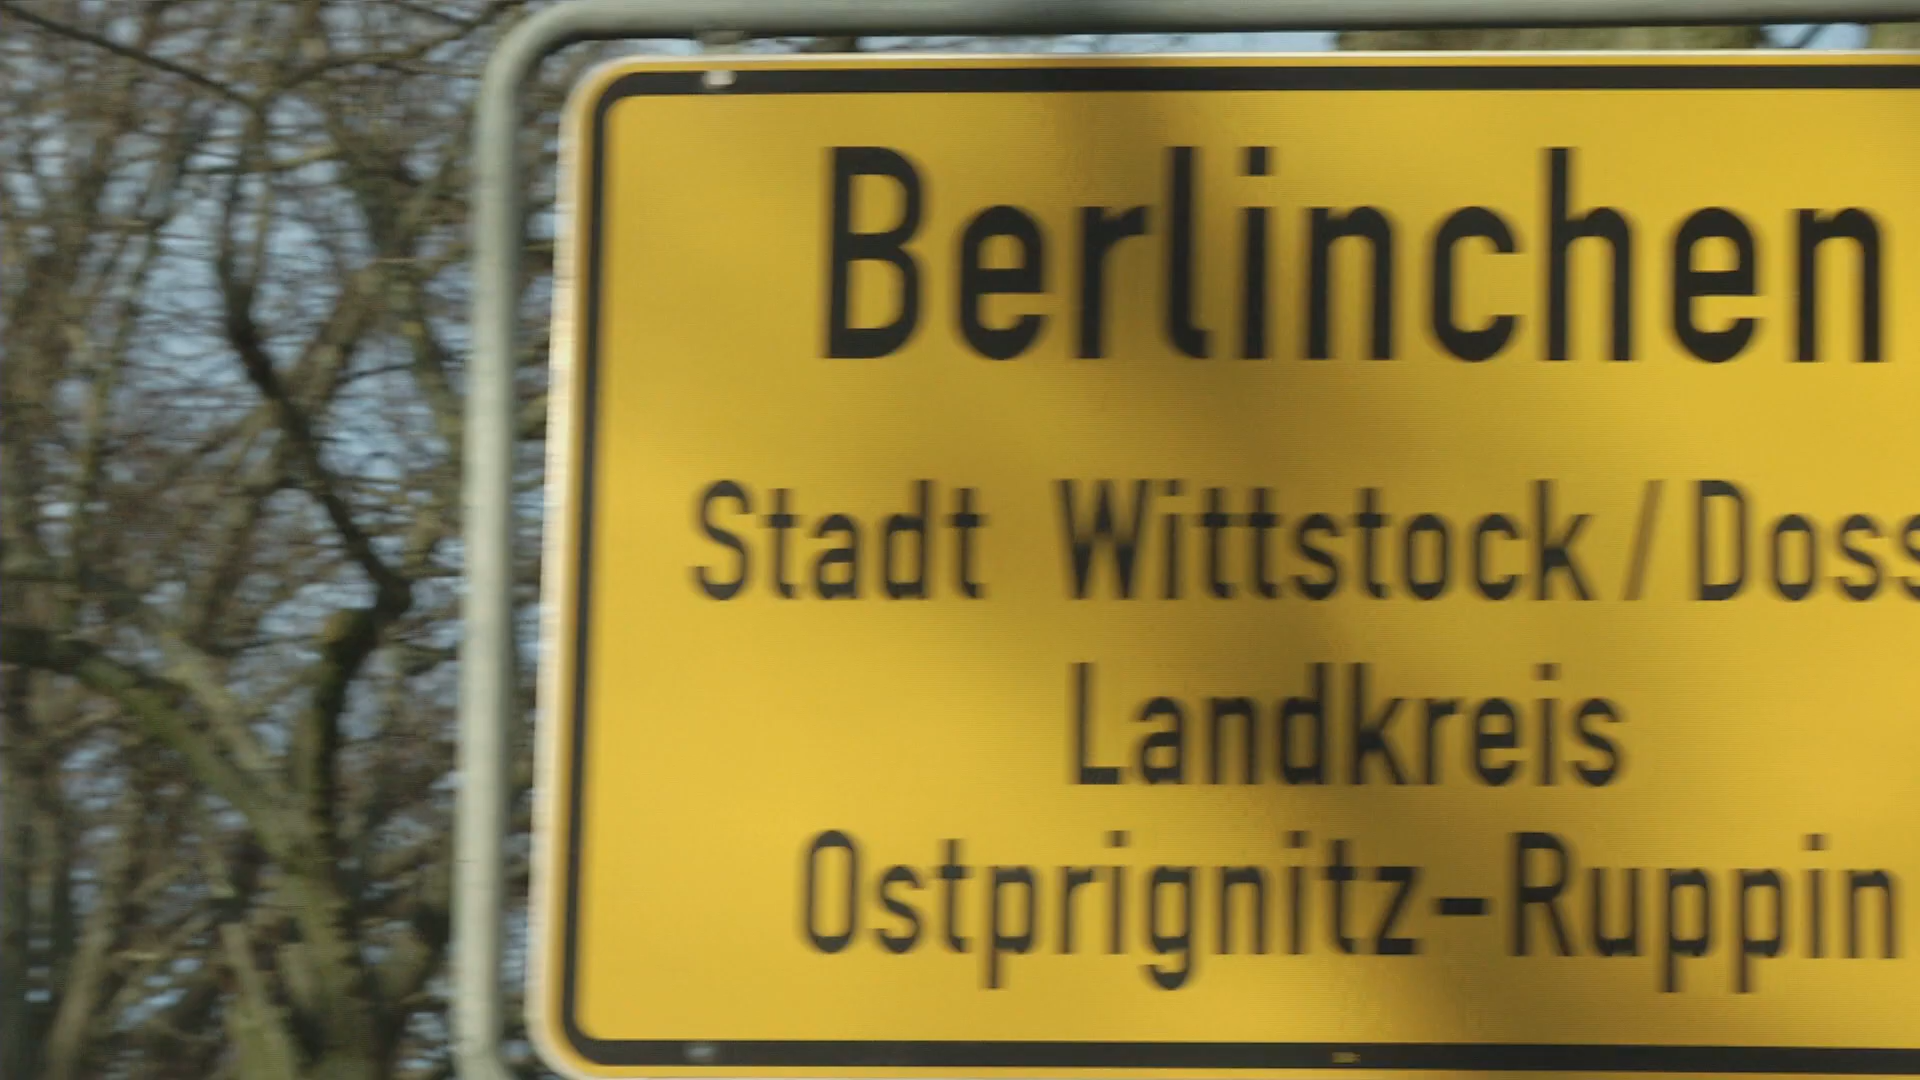 Berlinchen
Stadt Wittstock / Doss
Landkreis
Ostprignitz-Ruppin